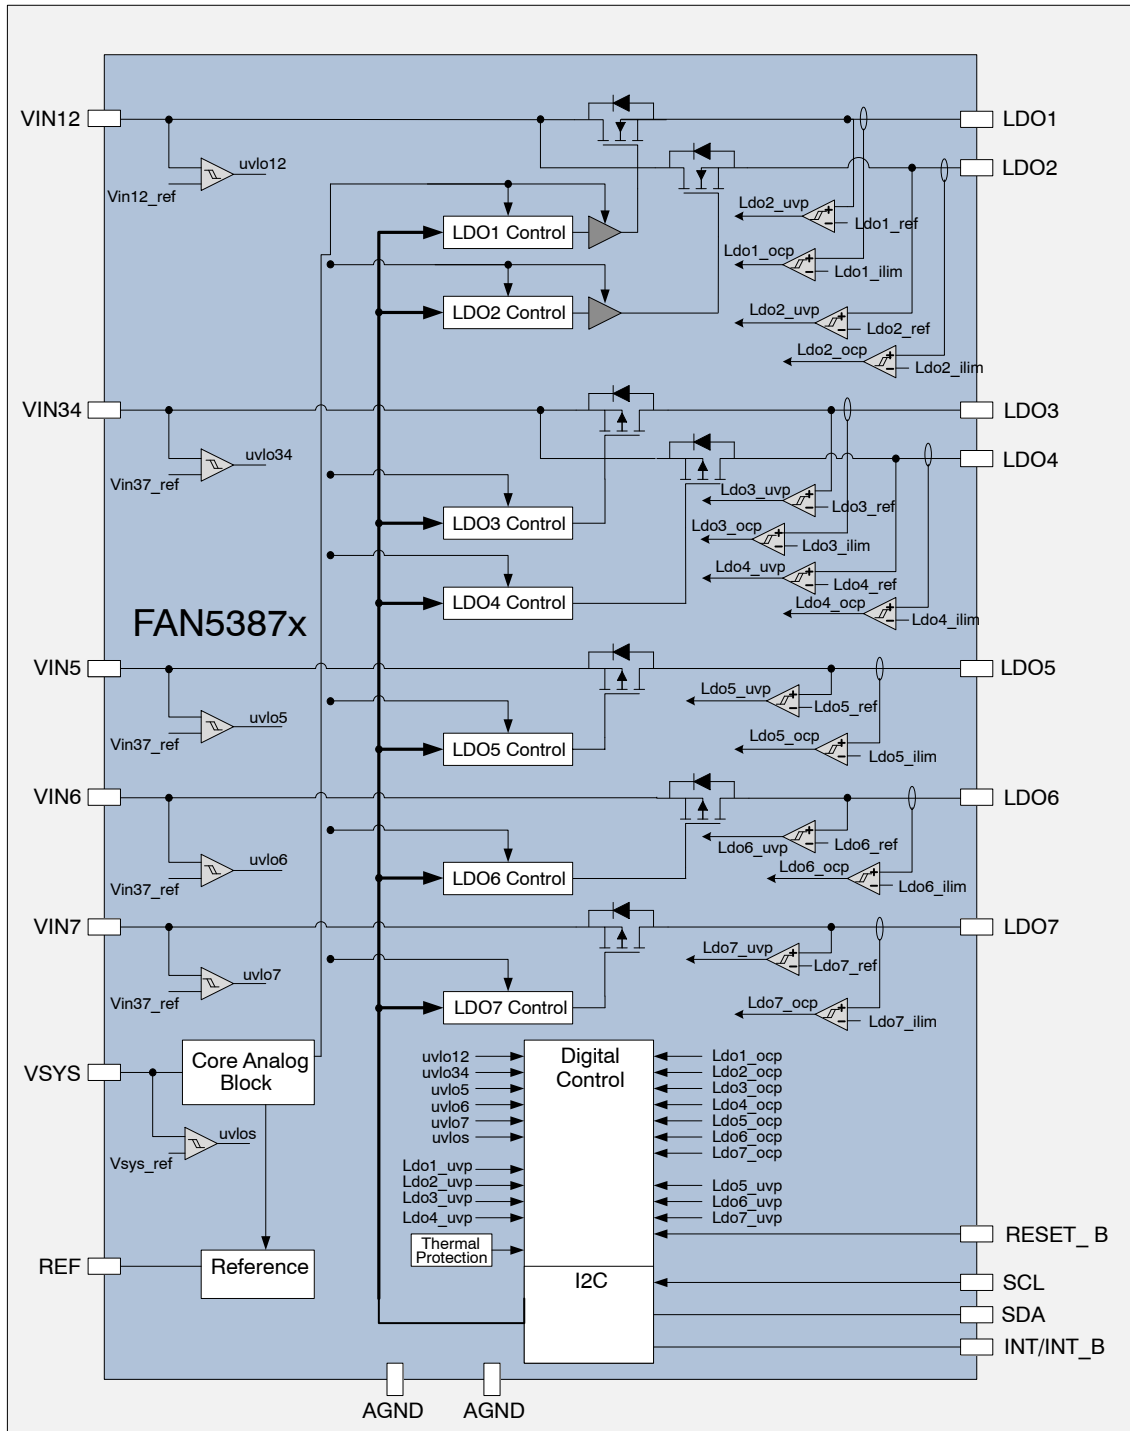 VIN12
LDO1
LDO2
uvlo12
Vin12_ref
Ldo2_uvp
Ldo1_ref
LDO1 Control
Ldo1_ocp
Ldo1_ilim
LDO2 Control
Ldo2_uvp
Ldo2_ref
Ldo2_ocp
Ldo2_ilim
VIN34
LDO3
LDO4
uvlo34
Vin37_ref
Ldo3_uvp
Ldo3_ref
LDO3 Control
Ldo3_ocp
Ldo3_ilim
Ldo4_uvp
Ldo4_ref
LDO4 Control
Ldo4_ocp
Ldo4_ilim
FAN5387x
VIN5
LDO5
Ldo5_uvp
Ldo5_ref
uvlo5
Vin37_ref
LDO5 Control
Ldo5_ocp
Ldo5_ilim
VIN6
LDO6
Ldo6_uvp
Ldo6_ref
uvlo6
Vin37_ref
LDO6 Control
Ldo6_ocp
Ldo6_ilim
VIN7
LDO7
Ldo7_uvp
Ldo7_ref
uvlo7
Vin37_ref
LDO7 Control
Ldo7_ocp
Ldo7_ilim
VSYS
Core Analog
Block
uvlos
Vsys_ref
REF
Reference
Digital
Control
uvlo12
uvlo34
uvlo5
uvlo6
uvlo7
uvlos
Ldo1_uvp
Ldo2_uvp
Ldo3_uvp
Ldo4_uvp
Thermal
Protection
I2C
Ldo1_ocp
Ldo2_ocp
Ldo3_ocp
Ldo4_ocp
Ldo5_ocp
Ldo6_ocp
Ldo7_ocp
Ldo5_uvp
Ldo6_uvp
Ldo7_uvp
RESET_ B
SCL
SDA
INT/INT_B
AGND
AGND